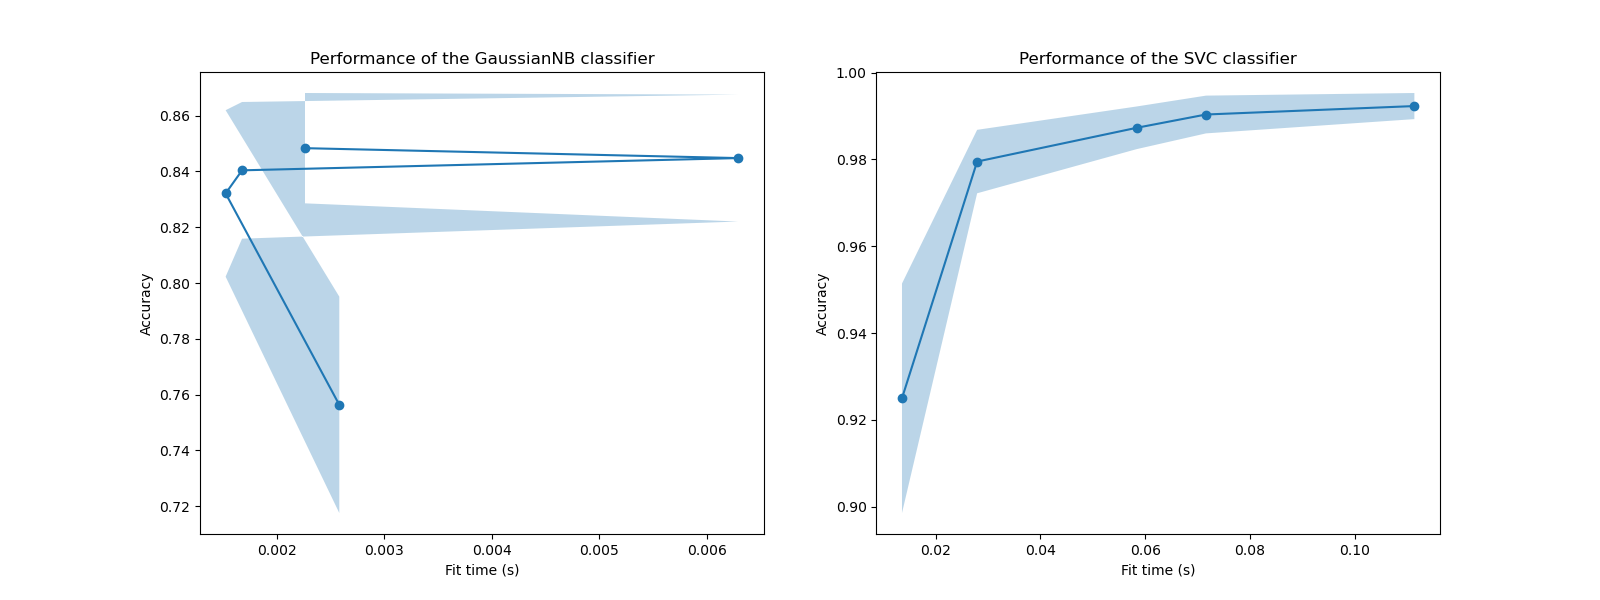 Performance of the GaussianNB classifier
0.86
0.84
0.82
0.80
0.78
0.76
0.74
0.72
Accuracy
0.002 0.003 0.004 0.005 0.006
Fit time (s)
Performance of the SVC classifier
1.00
0.98
0.96
0.94
0.92
0.90
Accuracy
0.02 0.04 0.06 0.08 0.10
Fit time (s)